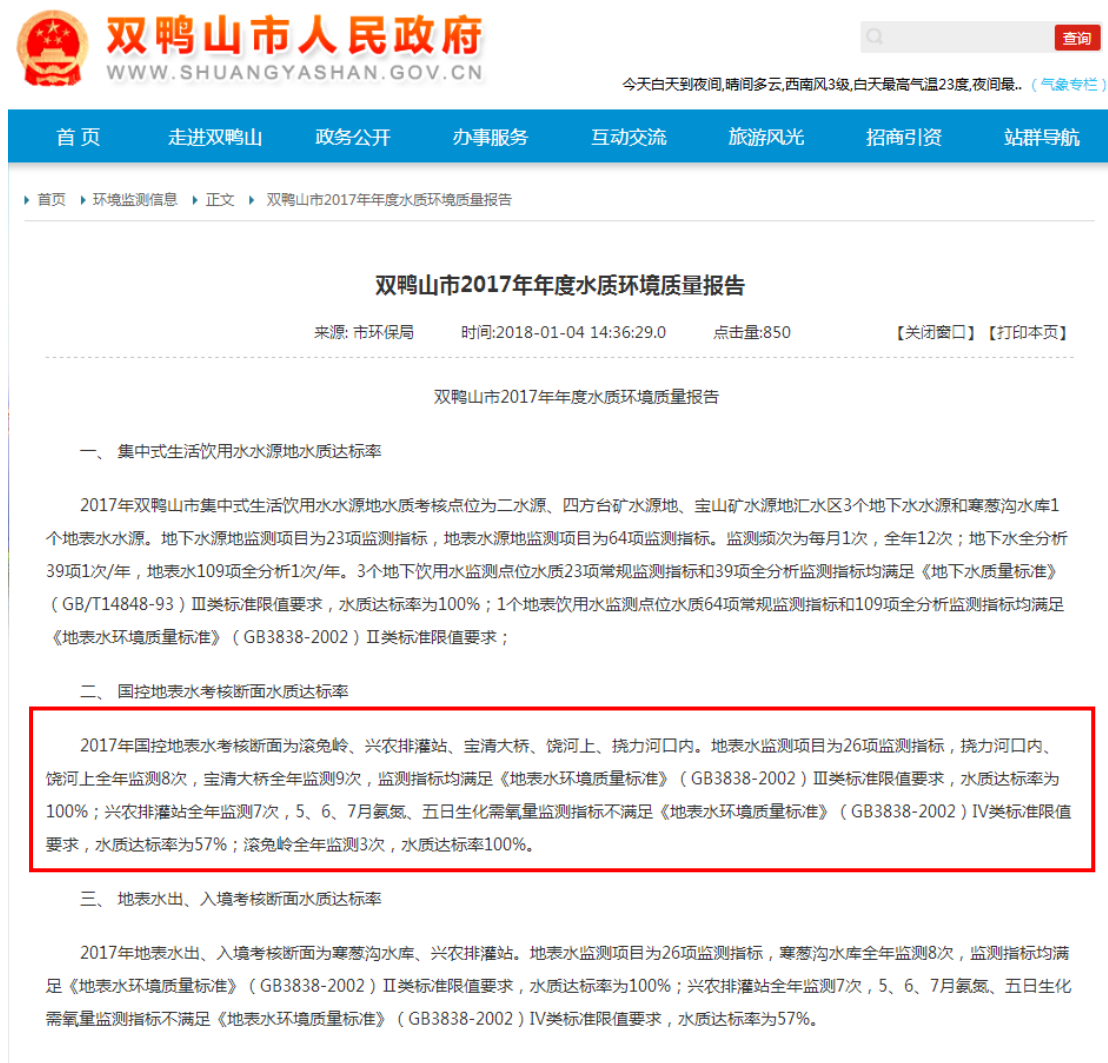 双鸭山市人民政府
WWW.SHUANGYASHAN.GOV.CN
查询
今天白天到夜间,晴间多云,西南风3级,白天最高气温23度,夜间最..（气象专栏）
首 页 走进双鸭山 政务公开 办事服务 互动交流 旅游风光 招商引资 站群导航
首页 环境监测信息 正文 双鸭山市2017年年度水质环境质量报告
双鸭山市2017年年度水质环境质量报告
来源: 市环保局 时间:2018-01-04 14:36:29.0 点击量:850 【关闭窗口】【打印本页】
双鸭山市2017年年度水质环境质量报告
一、 集中式生活饮用水水源地水质达标率
2017年双鸭山市集中式生活饮用水水源地水质考核点位为二水源、四方台矿水源地、宝山矿水源地汇水区3个地下水水源和寒葱沟水库1
个地表水水源。地下水源地监测项目为23项监测指标，地表水源地监测项目为64项监测指标。监测频次为每月1次，全年12次；地下水全分析
39项1次/年，地表水109项全分析1次/年。3个地下饮用水监测点位水质23项常规监测指标和39项全分析监测指标均满足《地下水质量标准》
（GB/T14848-93）Ⅲ类标准限值要求，水质达标率为100%；1个地表饮用水监测点位水质64项常规监测指标和109项全分析监测指标均满足
《地表水环境质量标准》（GB3838-2002）Ⅱ类标准限值要求；
二、 国控地表水考核断面水质达标率
2017年国控地表水考核断面为滚兔岭、兴农排灌站、宝清大桥、饶河上、挠力河口内。地表水监测项目为26项监测指标，挠力河口内、
饶河上全年监测8次，宝清大桥全年监测9次，监测指标均满足《地表水环境质量标准》（GB3838-2002）Ⅲ类标准限值要求，水质达标率为
100%；兴农排灌站全年监测7次，5、6、7月氨氮、五日生化需氧量监测指标不满足《地表水环境质量标准》（GB3838-2002）Ⅳ类标准限值
要求，水质达标率为57%；滚兔岭全年监测3次，水质达标率100%。
三、 地表水出、入境考核断面水质达标率
2017年地表水出、入境考核断面为寒葱沟水库、兴农排灌站。地表水监测项目为26项监测指标，寒葱沟水库全年监测8次，监测指标均满
足《地表水环境质量标准》（GB3838-2002）Ⅱ类标准限值要求，水质达标率为100%；兴农排灌站全年监测7次，5、6、7月氨氮、五日生化
需氧量监测指标不满足《地表水环境质量标准》（GB3838-2002）Ⅳ类标准限值要求，水质达标率为57%。